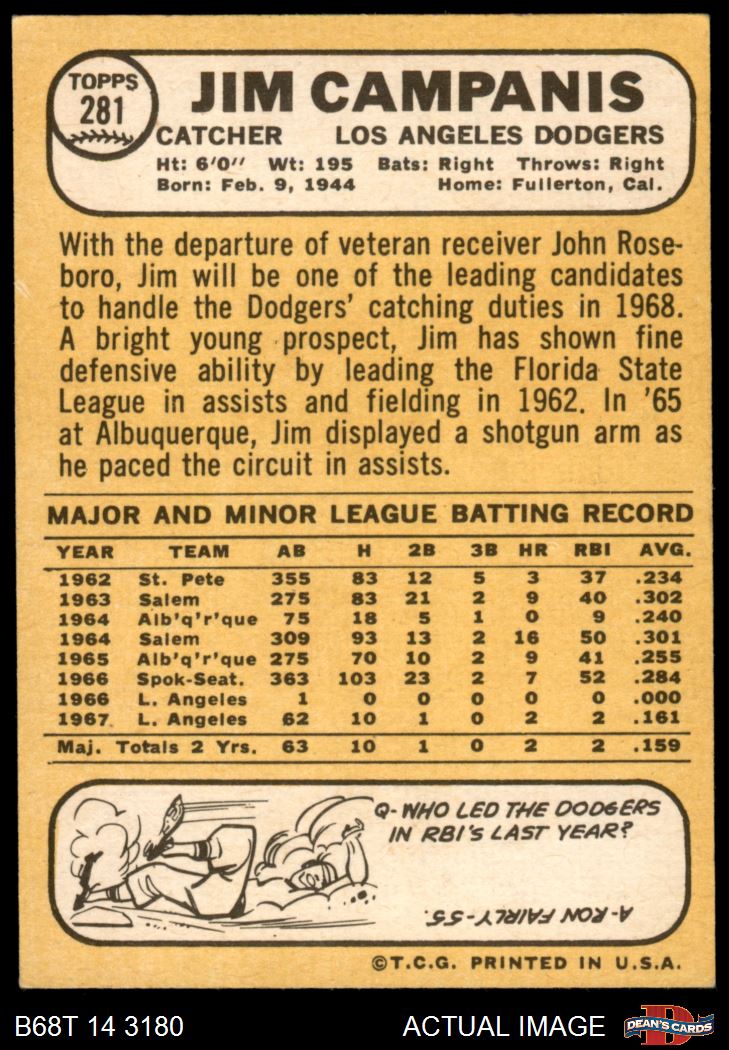 TOPPS
281
JIM CAMPANIS
CATCHER LOS ANGELES DODGERS
Ht: 6'0" Wt: 195 Bats: Right Throws: Right
Born: Feb. 9, 1944 Home: Fullerton, Cal.
With the departure of veteran receiver John Rose-
boro, Jim will be one of the leading candidates
to handle the Dodgers' catching duties in 1968.
A bright young prospect, Jim has shown fine
defensive ability by leading the Florida State
League in assists and fielding in 1962. In '65
at Albuquerque, Jim displayed a shotgun arm as
he paced the circuit in assists.
MAJOR AND MINOR LEAGUE BATTING RECORD
YEAR TEAM AB H 2B 3B HR RBI AVG.
1962 St. Pete 355 83 12 5 3 37 .234
1963 Salem 275 83 21 2 9 40 .302
1964 Alb'q'r'que 75 18 5 1 0 9 .240
1964 Salem 309 93 13 2 16 50 .301
1965 Alb'q'r'que 275 70 10 2 9 41 .255
1966 Spok-Seat. 363 103 23 2 7 52 .284
1966 L. Angeles 1 0 0 0 0 0 .000
1967 L. Angeles 62 10 1 0 2 2 .161
Maj. Totals 2 Yrs. 63 10 1 0 2 2 .159
Q-WHO LED THE DODGERS
IN RBI'S LAST YEAR?
A-RON FAIRLY-55.
©T.C.G. PRINTED IN U.S.A.
B68T 14 3180 ACTUAL IMAGE
D
DEAN'S CARDS